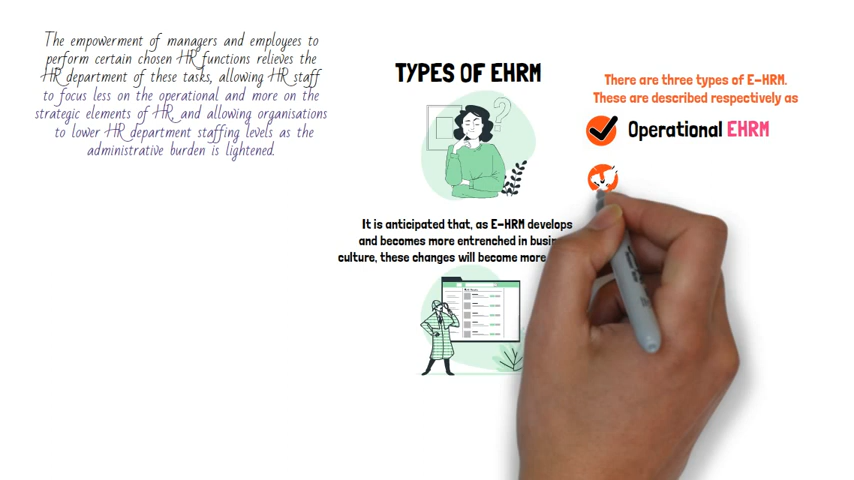 The empowerment of managers and employees to
perform certain chosen HR functions relieves the
HR department of these tasks, allowing HR staff
to focus less on the operational and more on the
strategic elements of HR and allowing organisations
to lower HR department staffing levels as the
administrative burden is lightened.
TYPES OF EHRM
It is anticipated that, as E-HRM develops
and becomes more entrenched in
culture, these changes will become more
There are three types of E-HRM.
These are described respectively as
Operational EHRM